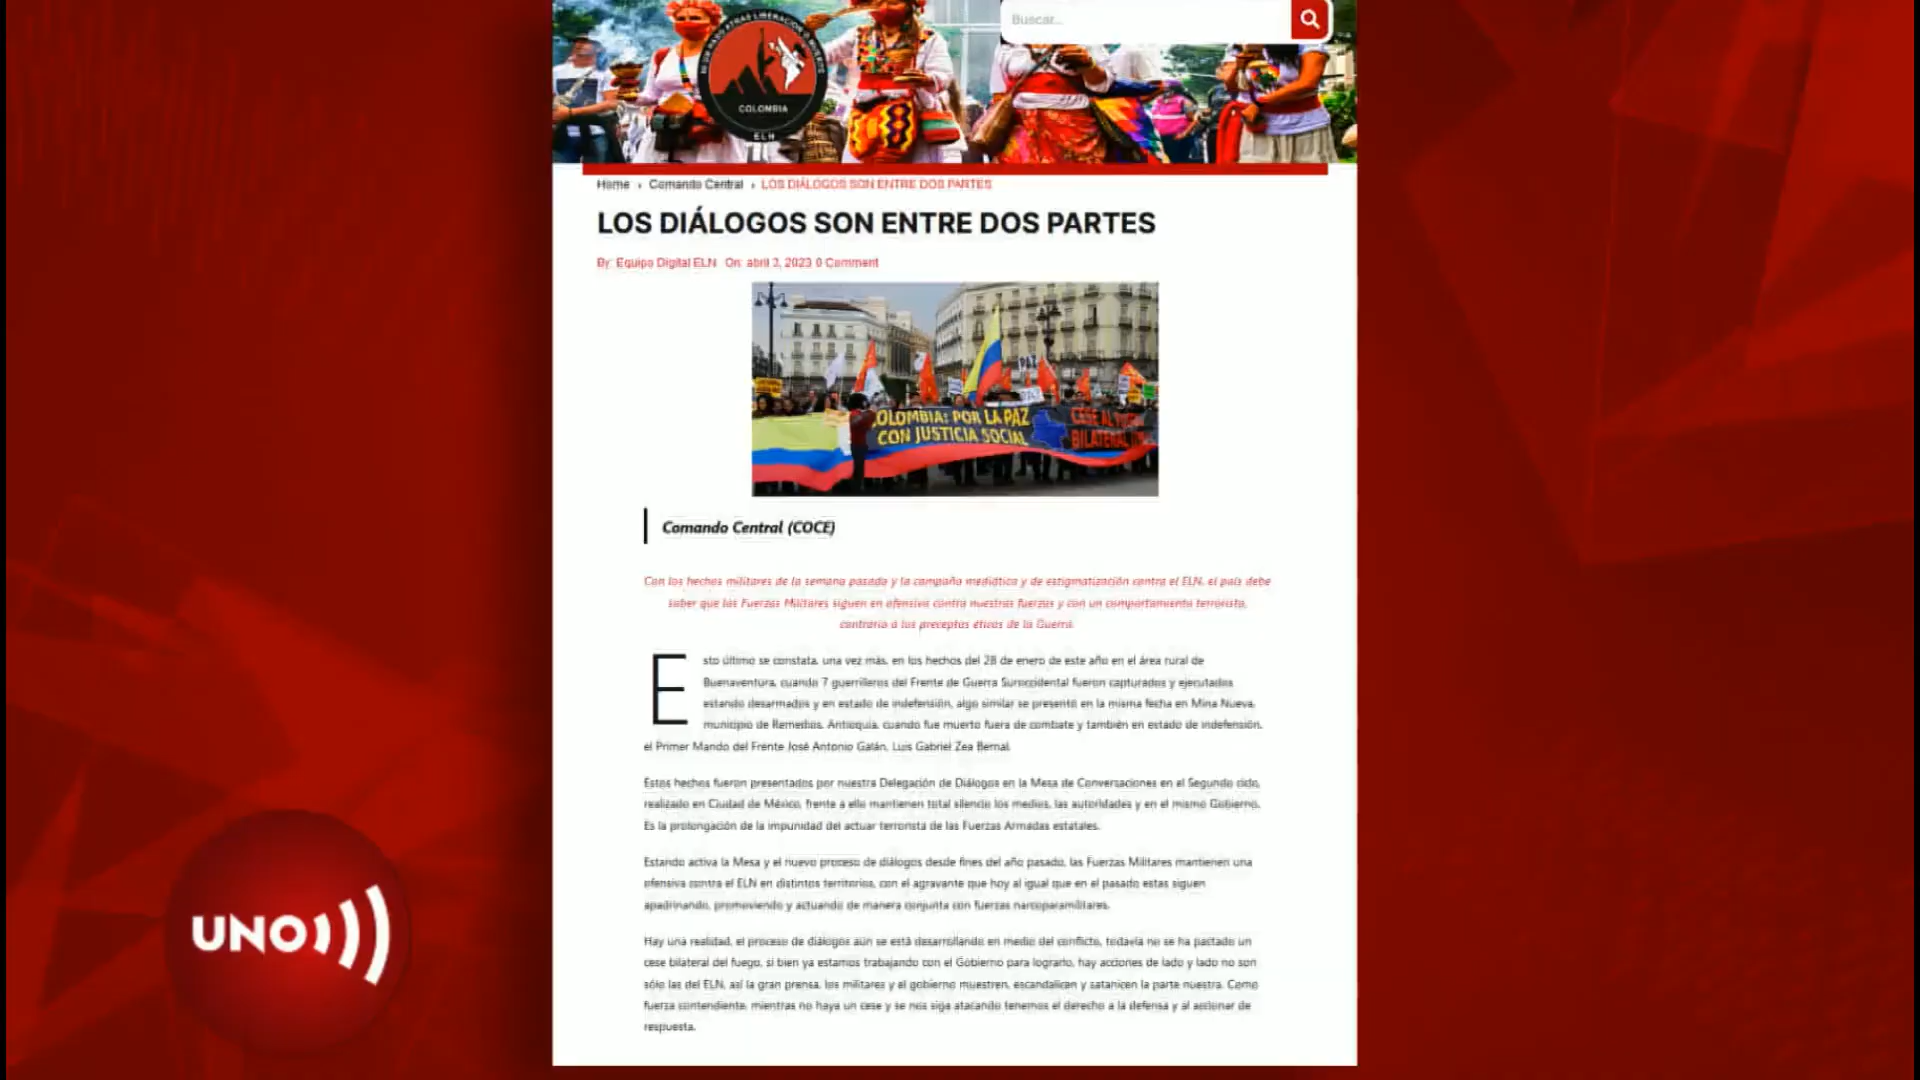 Buscar...
NI UN PASO ATRAS LIBERACION O MUERTE
COLOMBIA
ELN
Home › Comando Central › LOS DIÁLOGOS SON ENTRE DOS PARTES
LOS DIÁLOGOS SON ENTRE DOS PARTES
By: Equipo Digital ELN On: abril 3, 2023 0 Comment
PAZ
COLOMBIA: POR LA PAZ
CON JUSTICIA SOCIAL
CESE AL
BILATERAL
Comando Central (COCE)
Con los hechos militares de la semana pasada y la campaña mediática y de estigmatización contra el ELN, el país debe
saber que las Fuerzas Militares siguen en ofensiva contra nuestras fuerzas y con un comportamiento terrorista,
contrario a los preceptos éticos de la Guerra.
Esto último se constata, una vez más, en los hechos del 28 de enero de este año en el área rural de
Buenaventura, cuando 7 guerrilleros del Frente de Guerra Suroccidental fueron capturados y ejecutados
estando desarmados y en estado de indefensión, algo similar se presentó en la misma fecha en Mina Nueva,
municipio de Remedios, Antioquia, cuando fue muerto fuera de combate y también en estado de indefensión,
el Primer Mando del Frente José Antonio Galán, Luis Gabriel Zea Bernal.
Estos hechos fueron presentados por nuestra Delegación de Diálogos en la Mesa de Conversaciones en el Segundo ciclo,
realizado en Ciudad de México, frente a ello mantienen total silencio los medios, las autoridades y en el mismo Gobierno.
Es la prolongación de la impunidad del actuar terrorista de las Fuerzas Armadas estatales.
Estando activa la Mesa y el nuevo proceso de diálogos desde fines del año pasado, las Fuerzas Militares mantienen una
ofensiva contra el ELN en distintos territorios, con el agravante que hoy al igual que en el pasado estas siguen
apadrinando, promoviendo y actuando de manera conjunta con fuerzas narcoparamilitares.
Hay una realidad, el proceso de diálogos aún se está desarrollando en medio del conflicto, todavía no se ha pactado un
cese bilateral del fuego, si bien ya estamos trabajando con el Gobierno para lograrlo, hay acciones de lado y lado no son
sólo las del ELN, así la gran prensa, los militares y el gobierno muestren, escandalicen y satanicen la parte nuestra. Como
fuerza contendiente, mientras no haya un cese y se nos siga atacando tenemos el derecho a la defensa y al accionar de
respuesta.
UNO